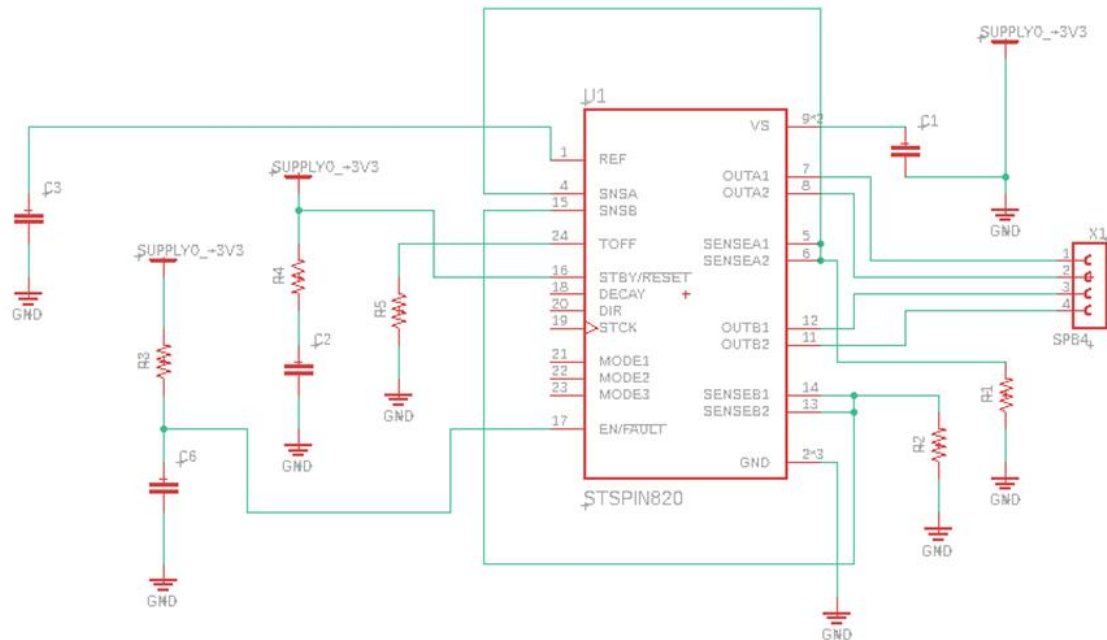 SUPPLY0_+3V3
U1
9*2
VS
C1
1
REF
SUPPLY0_+3V3
C3
7
OUTA1
8
OUTA2
4
SNSA
15
SNSB
GND
X1
SUPPLY0_+3V3
24
TOFF
5
SENSEA1
6
SENSEA2
1
2
3
4
R4
16
STBY/RESET
18
DECAY
20
DIR
19
STCK
GND
R5
12
OUTB1
11
OUTB2
SPB4
R3
C2
21
MODE1
22
MODE2
23
MODE3
GND
14
SENSEB1
13
SENSEB2
R1
17
EN/FAULT
R2
GND
C6
2*3
GND
STSPIN820
GND
GND
GND
GND